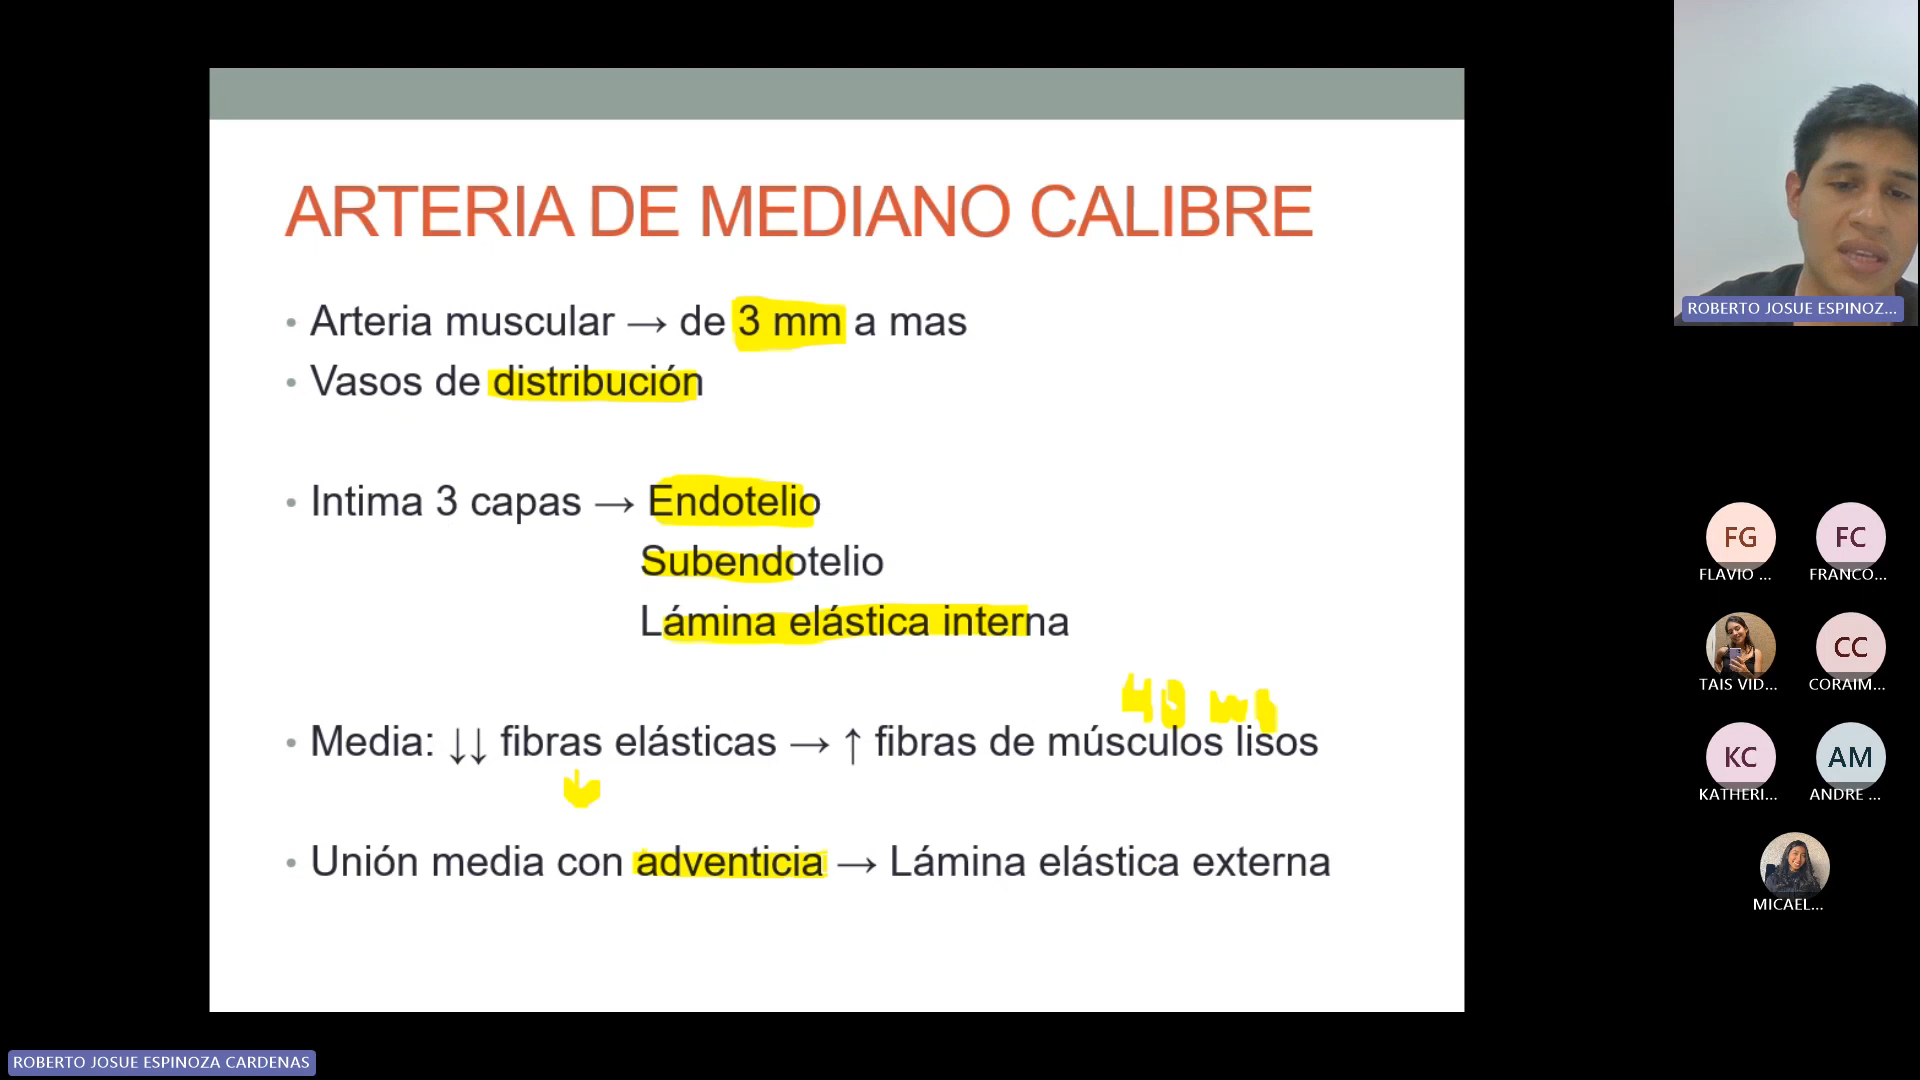 ARTERIA DE MEDIANO CALIBRE
• Arteria muscular → de 3 mm a mas
• Vasos de distribución
• Intima 3 capas → Endotelio
Subendotelio
Lámina elástica interna
40
• Media: ↓↓ fibras elásticas → ↑ fibras de músculos lisos
• Unión media con adventicia → Lámina elástica externa
ROBERTO JOSUE ESPINOZ...
FG FC
FLAVIO ... FRANCO...
CC
TAIS VID... CORAIM...
KC AM
KATHERI... ANDRE ...
MICAEL...
ROBERTO JOSUE ESPINOZA CARDENAS